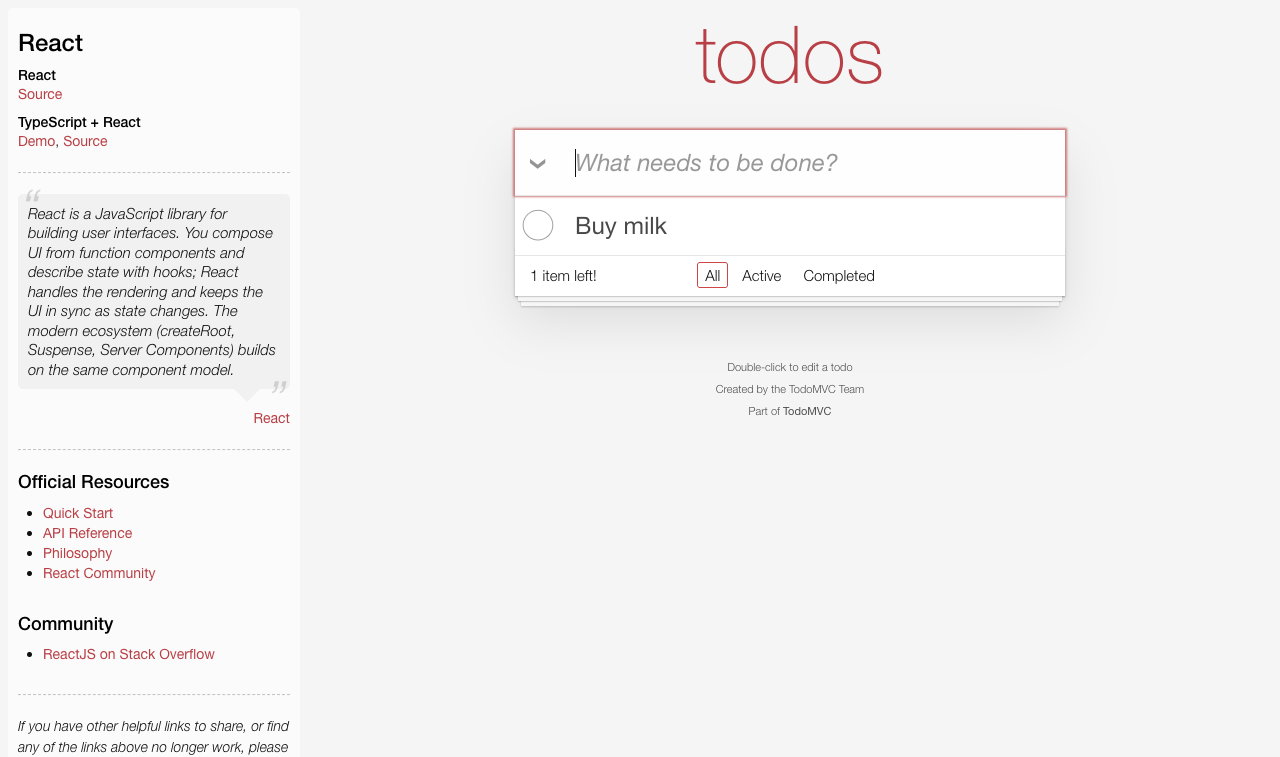 React
React
Source
TypeScript + React
Demo, Source
“
React is a JavaScript library for
building user interfaces. You compose
UI from function components and
describe state with hooks; React
handles the rendering and keeps the
UI in sync as state changes. The
modern ecosystem (createRoot,
Suspense, Server Components) builds
on the same component model.
”
React
Official Resources
Quick Start
API Reference
Philosophy
React Community
Community
ReactJS on Stack Overflow
If you have other helpful links to share, or find
any of the links above no longer work, please
todos
What needs to be done?
Buy milk
1 item left!
All Active Completed
Double-click to edit a todo
Created by the TodoMVC Team
Part of TodoMVC